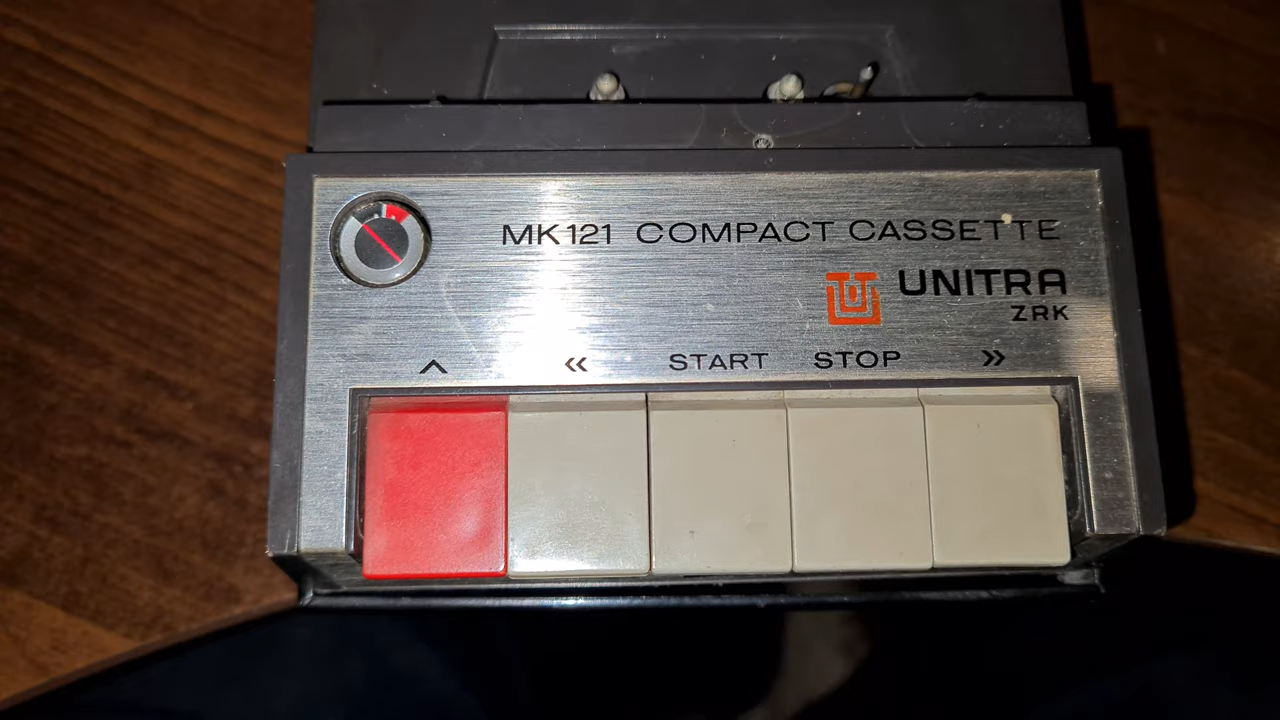 MK121 COMPACT CASSETTE
UNITRA
ZRK
^ « START STOP »